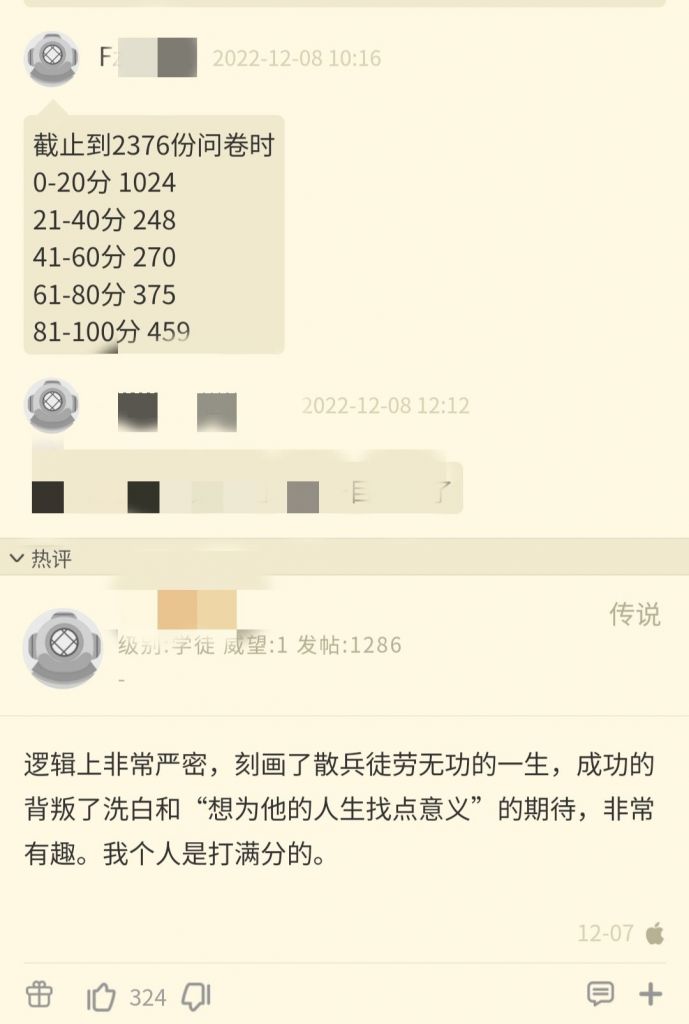 F
2022-12-08 10:16
截止到2376份问卷时
0-20分 1024
21-40分 248
41-60分 270
61-80分 375
81-100分 459
2022-12-08 12:12
了
热评
传说
级别:学徒 威望:1 发帖:1286
-
逻辑上非常严密，刻画了散兵徒劳无功的一生，成功的
背叛了洗白和“想为他的人生找点意义”的期待，非常
有趣。我个人是打满分的。
12-07
324